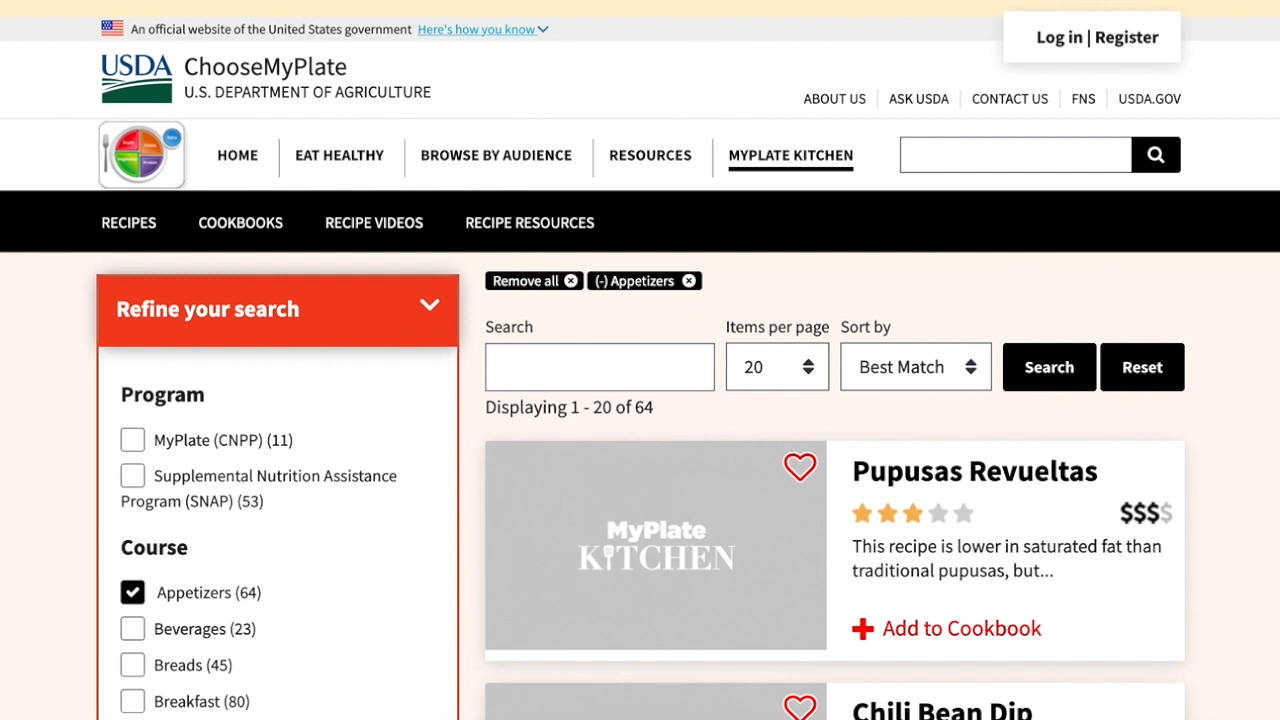 An official website of the United States government Here's how you know
Log in | Register
USDA ChooseMyPlate
U.S. DEPARTMENT OF AGRICULTURE
ABOUT US ASK USDA CONTACT US FNS USDA.GOV
HOME EAT HEALTHY BROWSE BY AUDIENCE RESOURCES MYPLATE KITCHEN
RECIPES COOKBOOKS RECIPE VIDEOS RECIPE RESOURCES
Refine your search
Program
MyPlate (CNPP) (11)
Supplemental Nutrition Assistance
Program (SNAP) (53)
Course
Appetizers (64)
Beverages (23)
Breads (45)
Breakfast (80)
Remove all (-) Appetizers
Search Items per page Sort by
20 Best Match Search Reset
Displaying 1 - 20 of 64
MyPlate
KITCHEN
Pupusas Revueltas
$$$$
This recipe is lower in saturated fat than
traditional pupusas, but...
Add to Cookbook
Chili Bean Dip